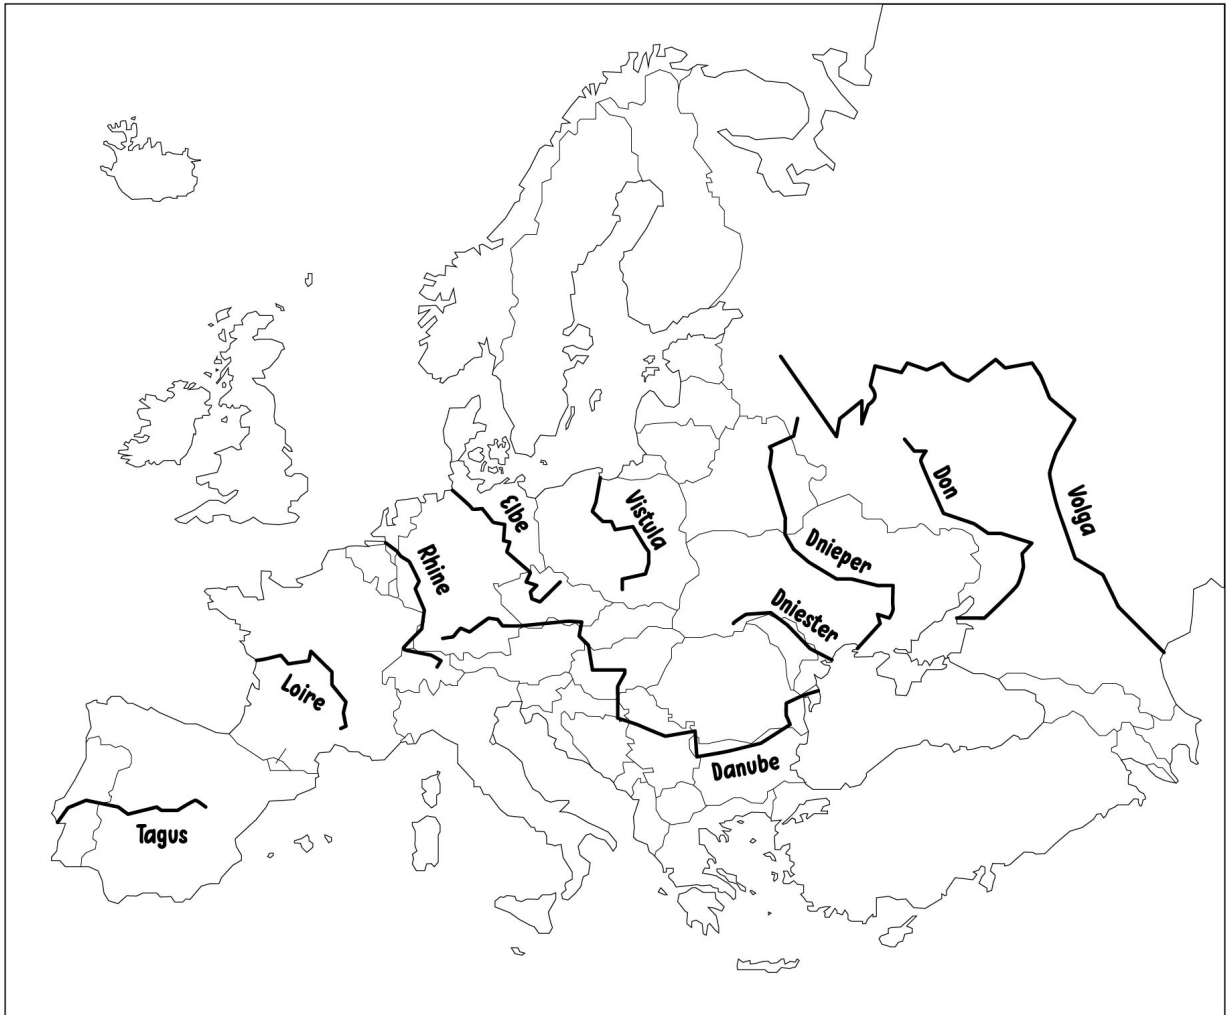 Don
Volga
Elbe
Vistula
Dnieper
Rhine
Dniester
Loire
Danube
Tagus